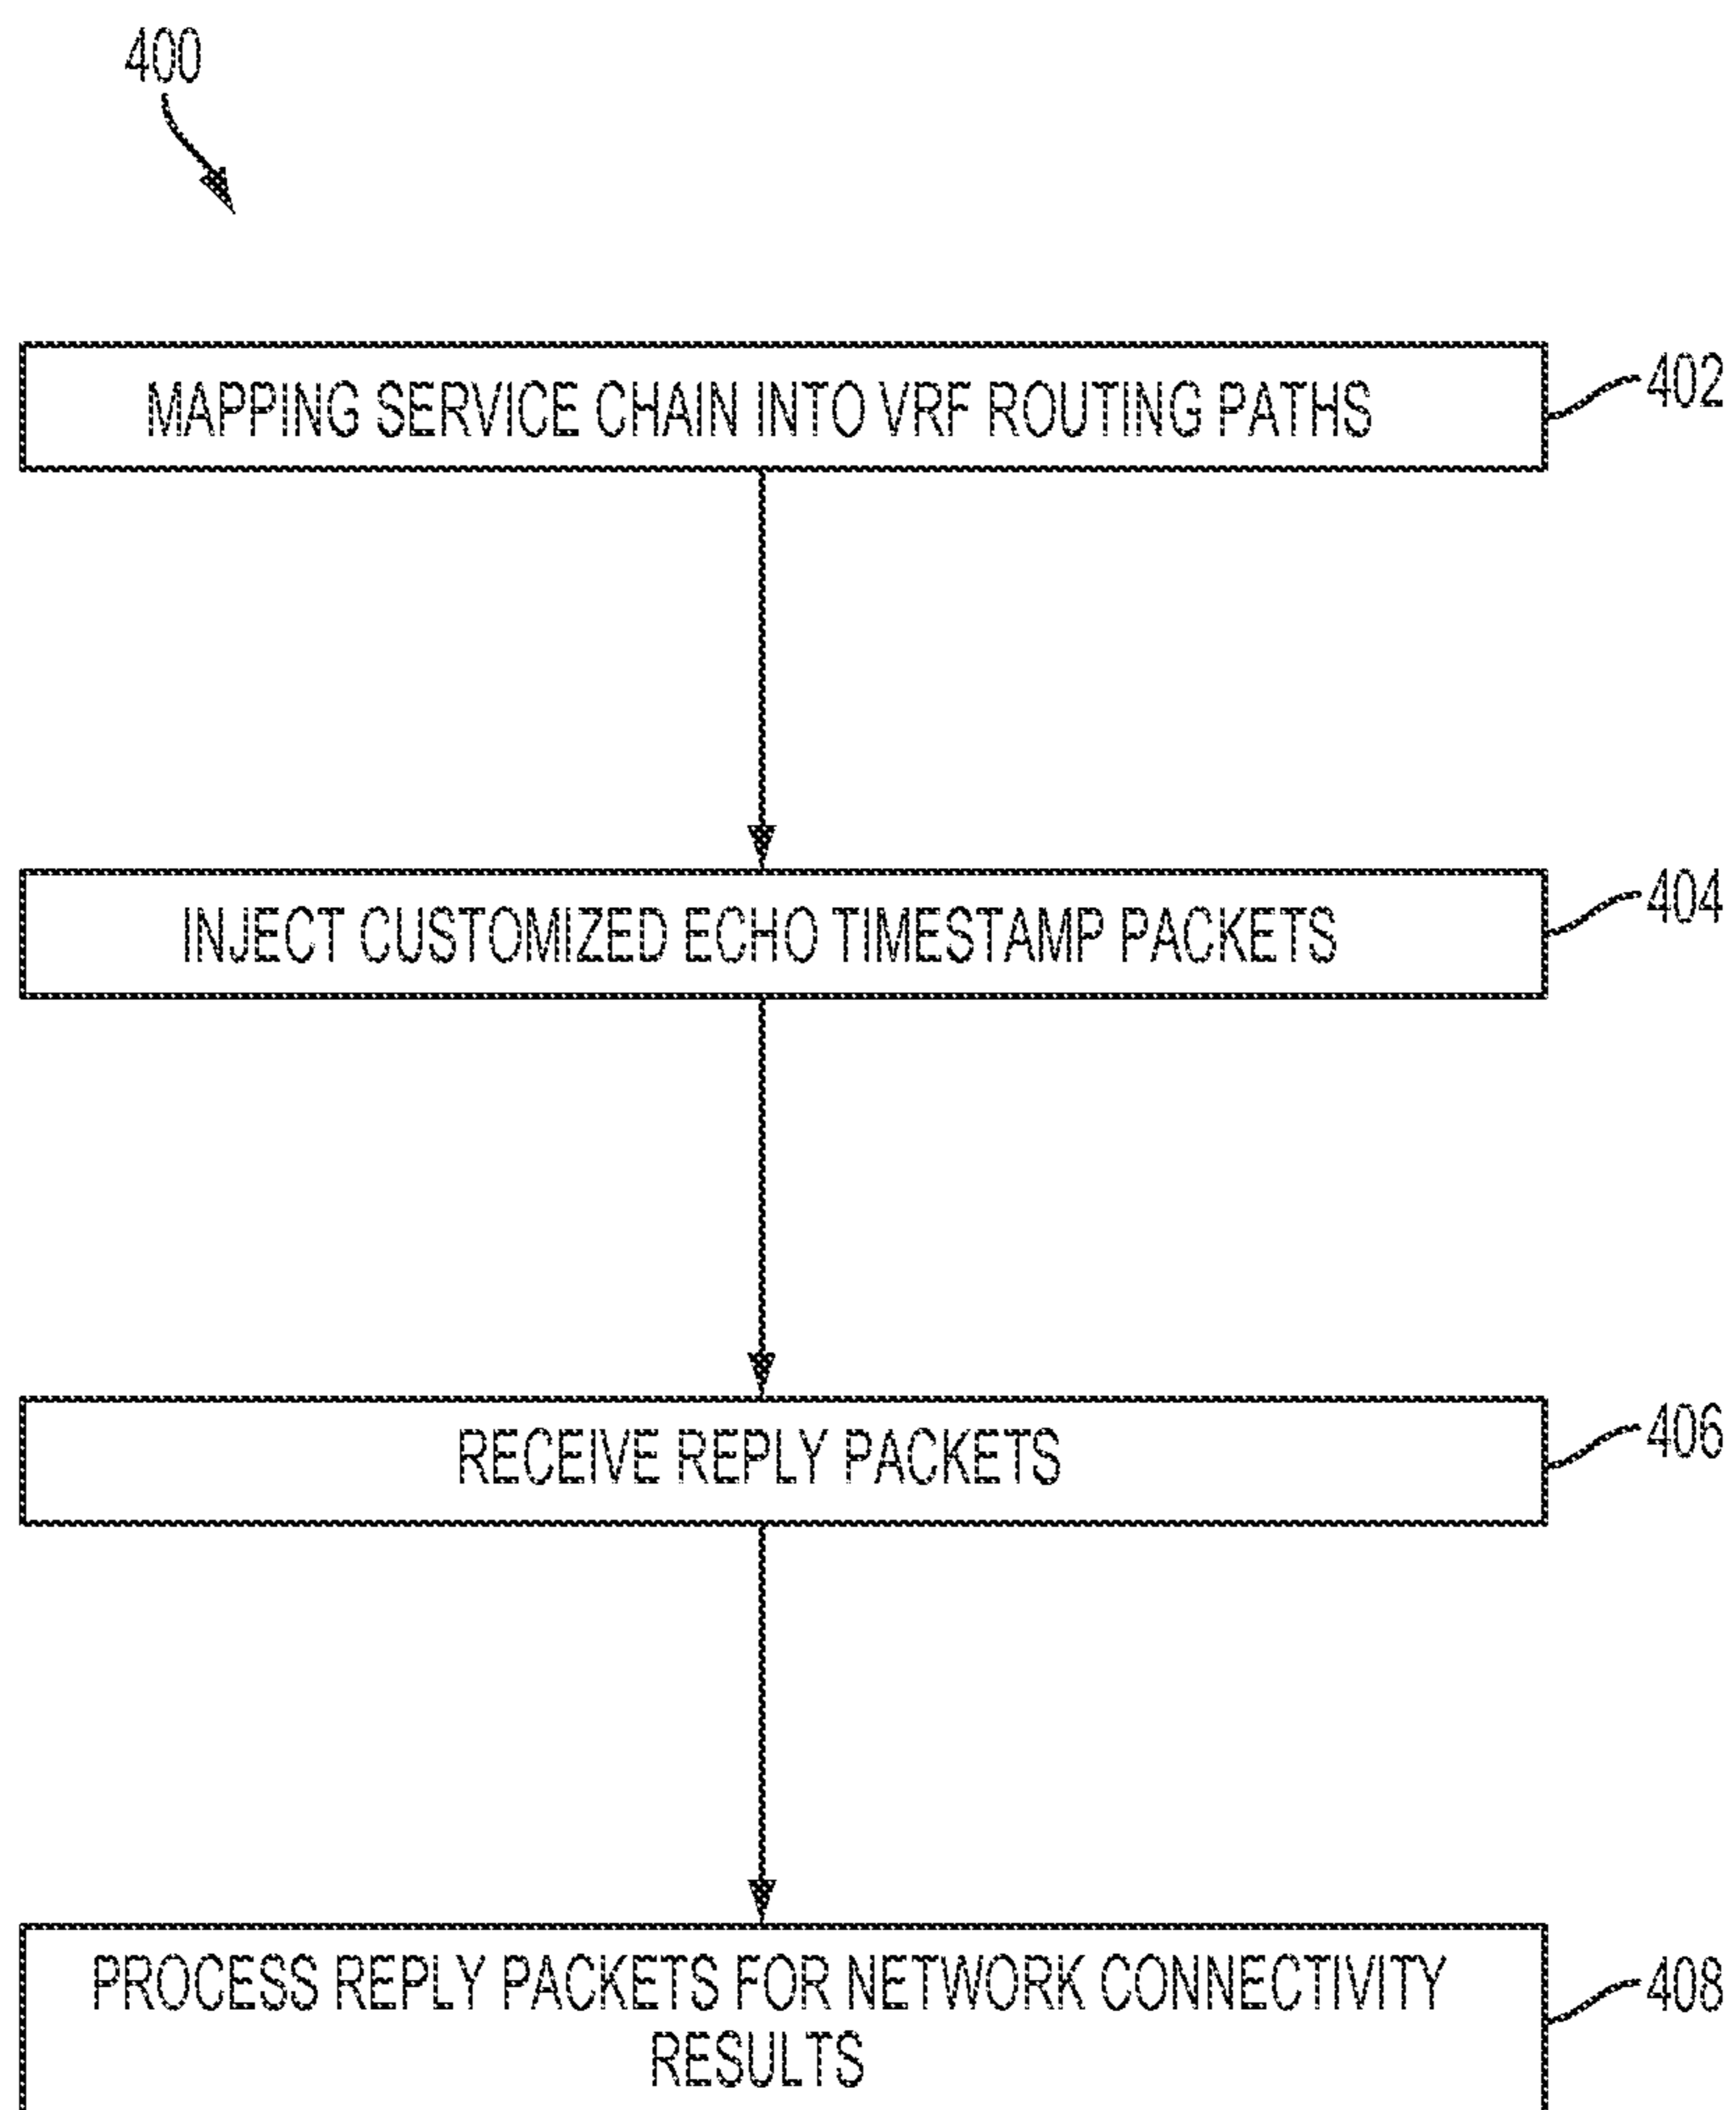 400
MAPPING SERVICE CHAIN INTO VRF ROUTING PATHS
402
INJECT CUSTOMIZED ECHO TIMESTAMP PACKETS
404
RECEIVE REPLY PACKETS
406
PROCESS REPLY PACKETS FOR NETWORK CONNECTIVITY
RESULTS
408